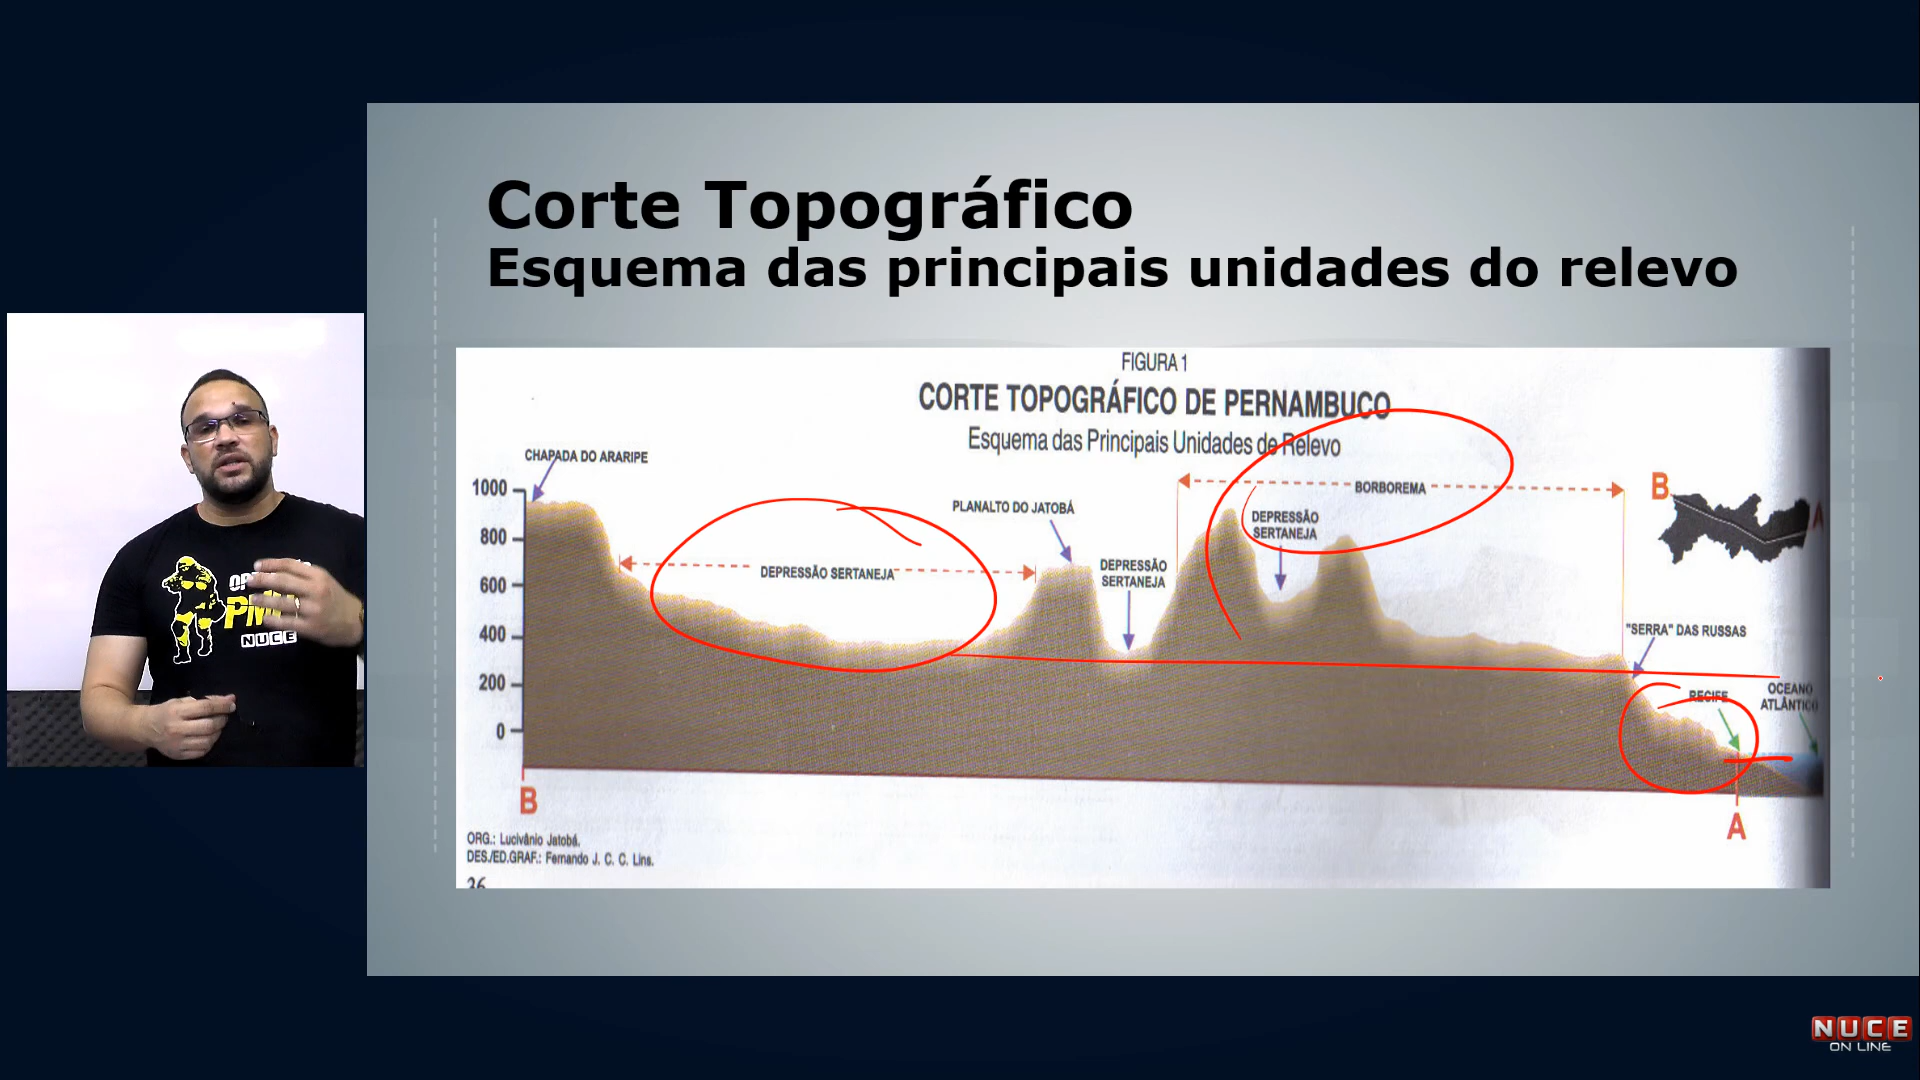 Corte Topográfico
Esquema das principais unidades do relevo
FIGURA 1
CORTE TOPOGRÁFICO DE PERNAMBUCO
Esquema das Principais Unidades de Relevo
CHAPADA DO ARARIPE
1000
800
600
400
200
0
DEPRESSÃO SERTANEJA
PLANALTO DO JATOBÁ
DEPRESSÃO
SERTANEJA
BORBOREMA
DEPRESSÃO
SERTANEJA
B
A
"SERRA" DAS RUSSAS
RECIFE
OCEANO
ATLÂNTICO
B
A
ORG.: Lucivânio Jatobá.
DES./ED.GRAF.: Fernando J. C. C. Lins.
36
NUCE
NUCE
ON LINE